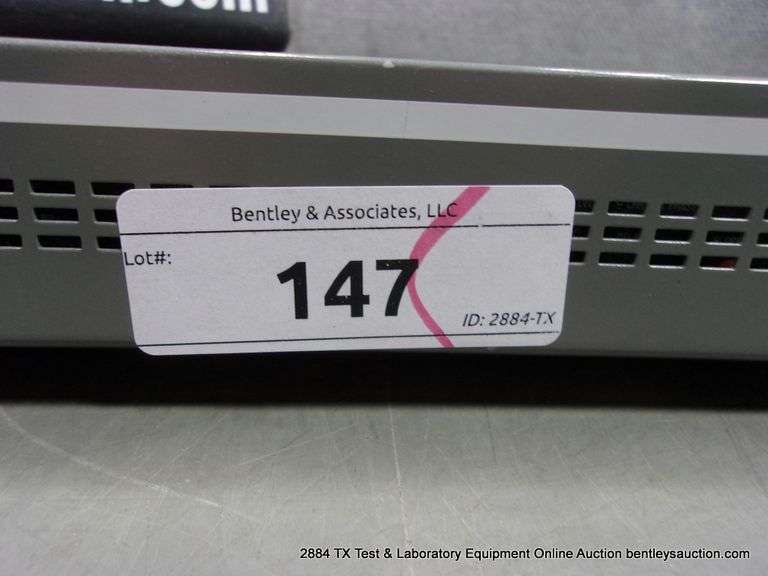 Bentley & Associates, LLC
Lot#:
147
ID: 2884-TX
2884 TX Test & Laboratory Equipment Online Auction bentleysauction.com